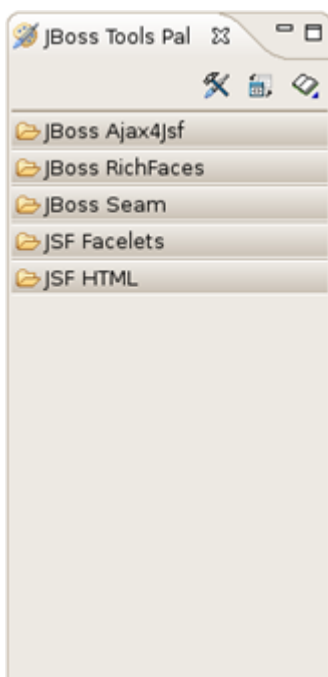 JBoss Tools Pal
JBoss Ajax4Jsf
JBoss RichFaces
JBoss Seam
JSF Facelets
JSF HTML